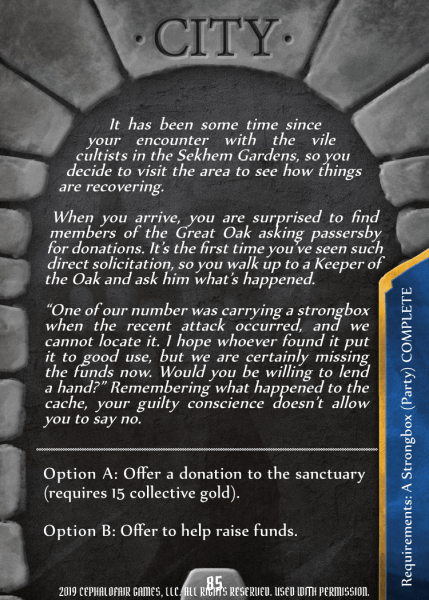 · CITY ·
It has been some time since
your encounter with the vile
cultists in the Sekhem Gardens, so you
decide to visit the area to see how things
are recovering.
When you arrive, you are surprised to find
members of the Great Oak asking passersby
for donations. It's the first time you've seen such
direct solicitation, so you walk up to a Keeper of
the Oak and ask him what's happened.
“One of our number was carrying a strongbox
when the recent attack occurred, and we
cannot locate it. I hope whoever found it put
it to good use, but we are certainly missing
the funds now. Would you be willing to lend
a hand?” Remembering what happened to the
cache, your guilty conscience doesn't allow
you to say no.
Option A: Offer a donation to the sanctuary
(requires 15 collective gold).
Option B: Offer to help raise funds.
Requirements: A Strongbox (Party) COMPLETE
85
2019 CEPHALOFAIR GAMES, LLC. ALL RIGHTS RESERVED. USED WITH PERMISSION.